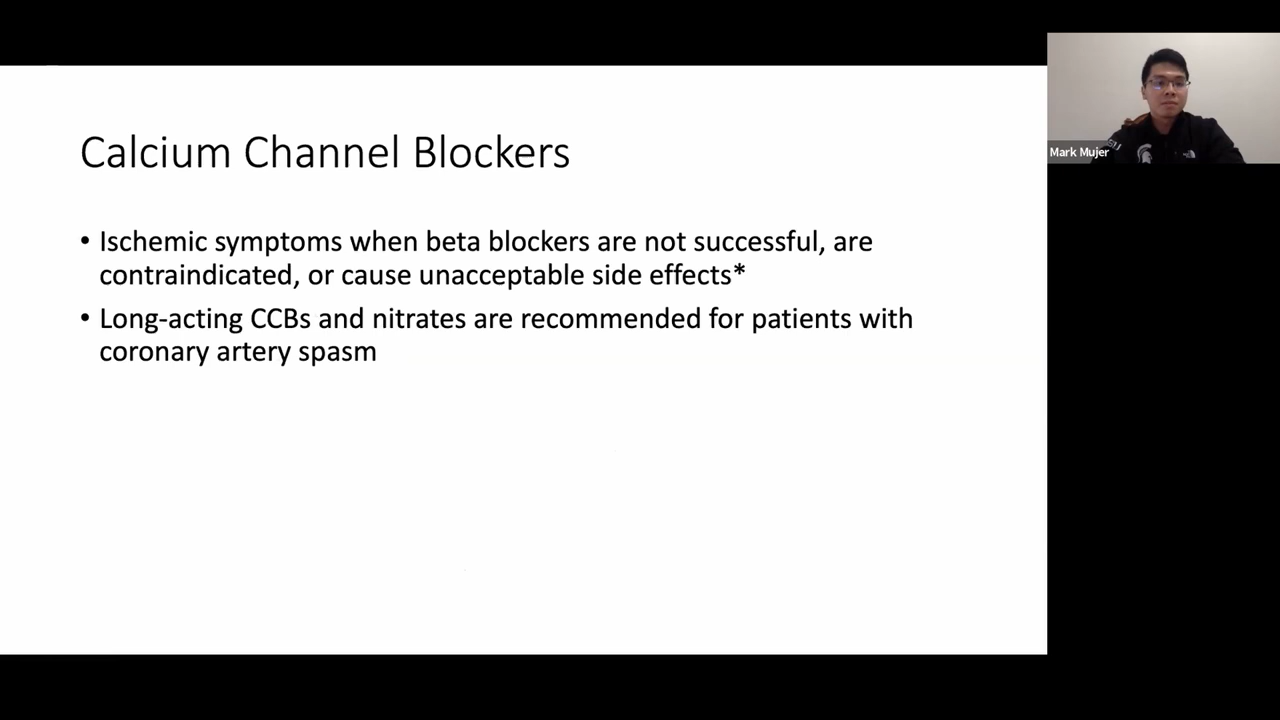 Calcium Channel Blockers
• Ischemic symptoms when beta blockers are not successful, are
contraindicated, or cause unacceptable side effects*
• Long-acting CCBs and nitrates are recommended for patients with
coronary artery spasm
Mark Mujer